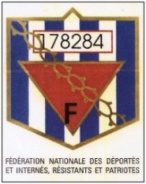 178284
F
FÉDÉRATION NATIONALE DES DÉPORTÉS
ET INTERNÉS, RÉSISTANTS ET PATRIOTES